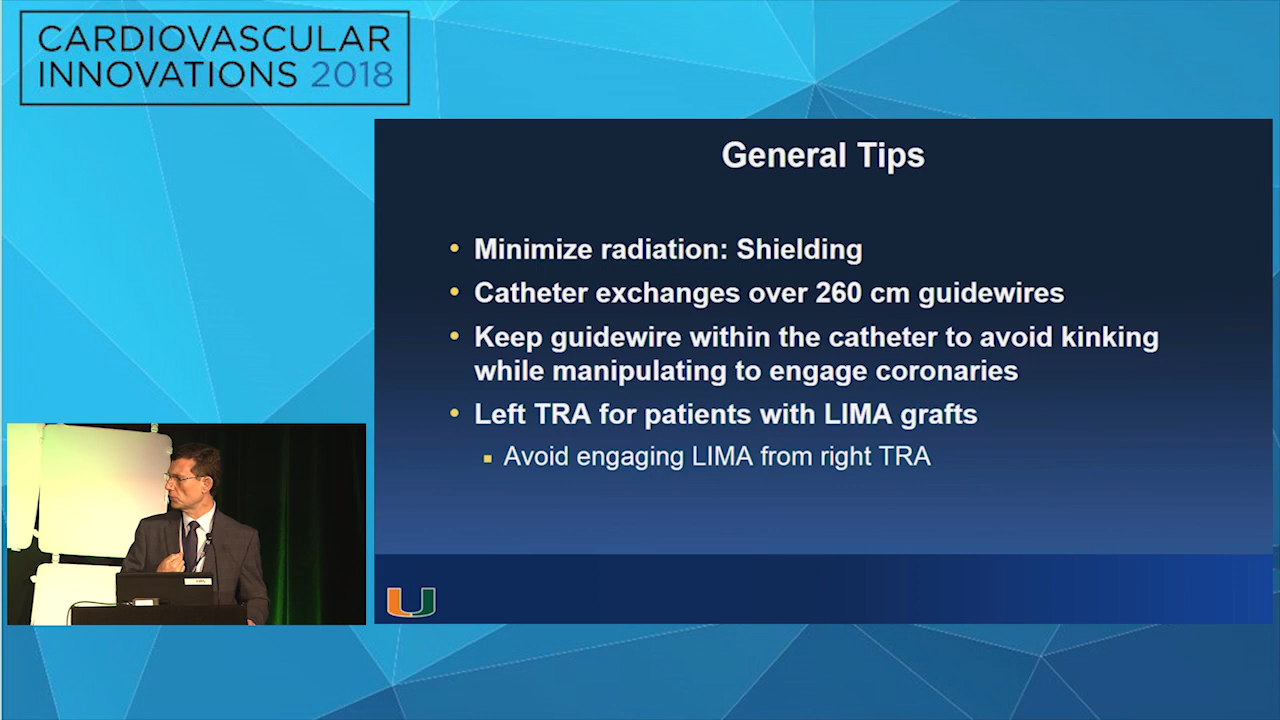 CARDIOVASCULAR
INNOVATIONS 2018
General Tips
• Minimize radiation: Shielding
• Catheter exchanges over 260 cm guidewires
• Keep guidewire within the catheter to avoid kinking
while manipulating to engage coronaries
• Left TRA for patients with LIMA grafts
▪ Avoid engaging LIMA from right TRA
U